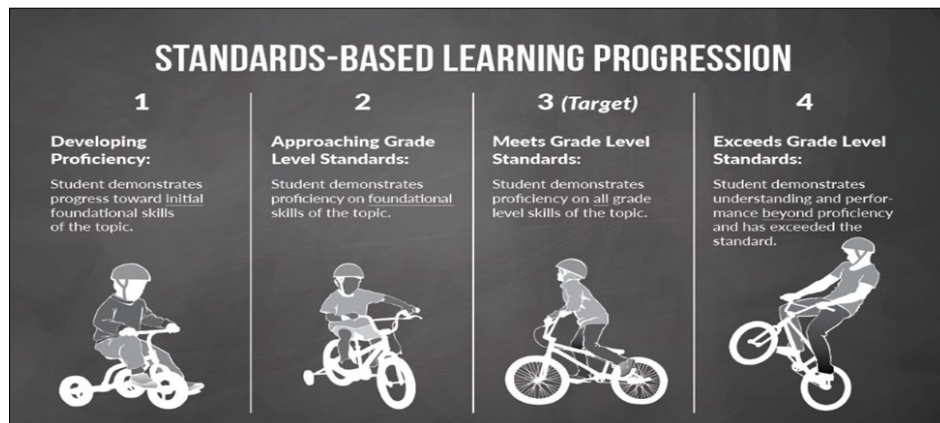 STANDARDS-BASED LEARNING PROGRESSION
1
Developing
Proficiency:
Student demonstrates
progress toward initial
foundational skills
of the topic.
2
Approaching Grade
Level Standards:
Student demonstrates
proficiency on foundational
skills of the topic.
3 (Target)
Meets Grade Level
Standards:
Student demonstrates
proficiency on all grade
level skills of the topic.
4
Exceeds Grade Level
Standards:
Student demonstrates
understanding and perfor-
mance beyond proficiency
and has exceeded the
standard.